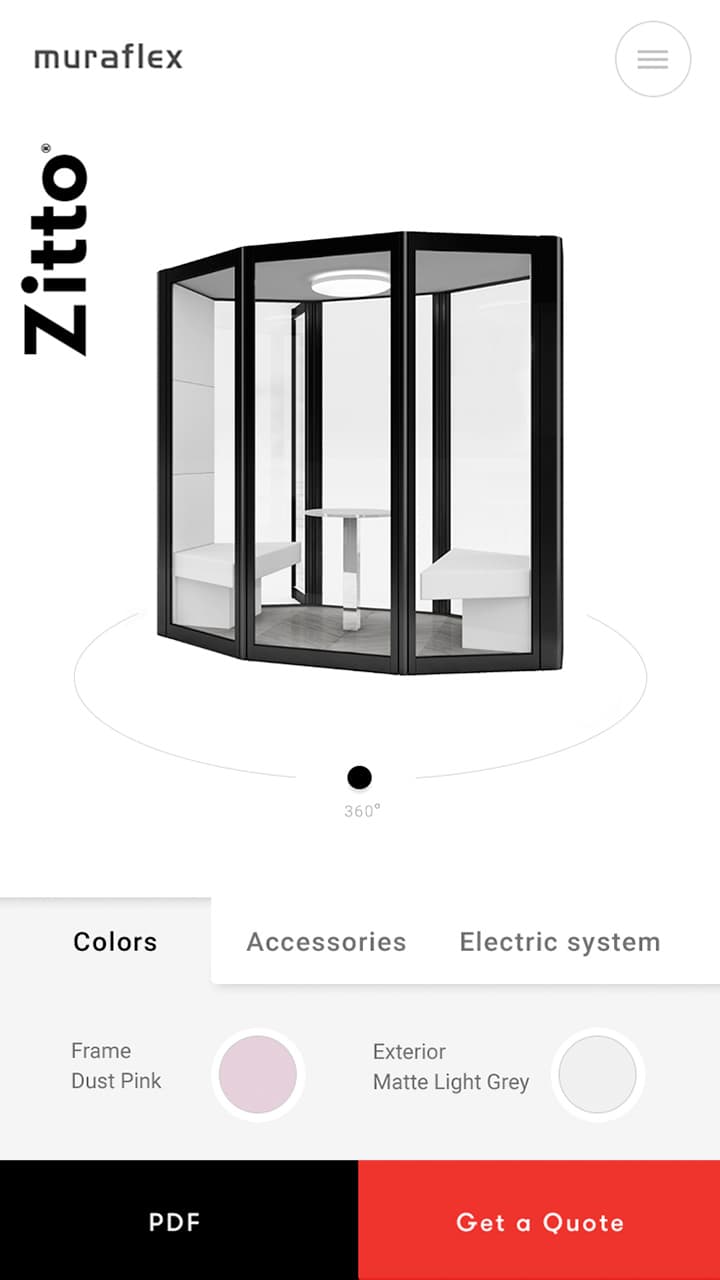 muraflex
Zitto®
360°
Colors
Accessories
Electric system
Frame
Dust Pink
Exterior
Matte Light Grey
PDF
Get a Quote